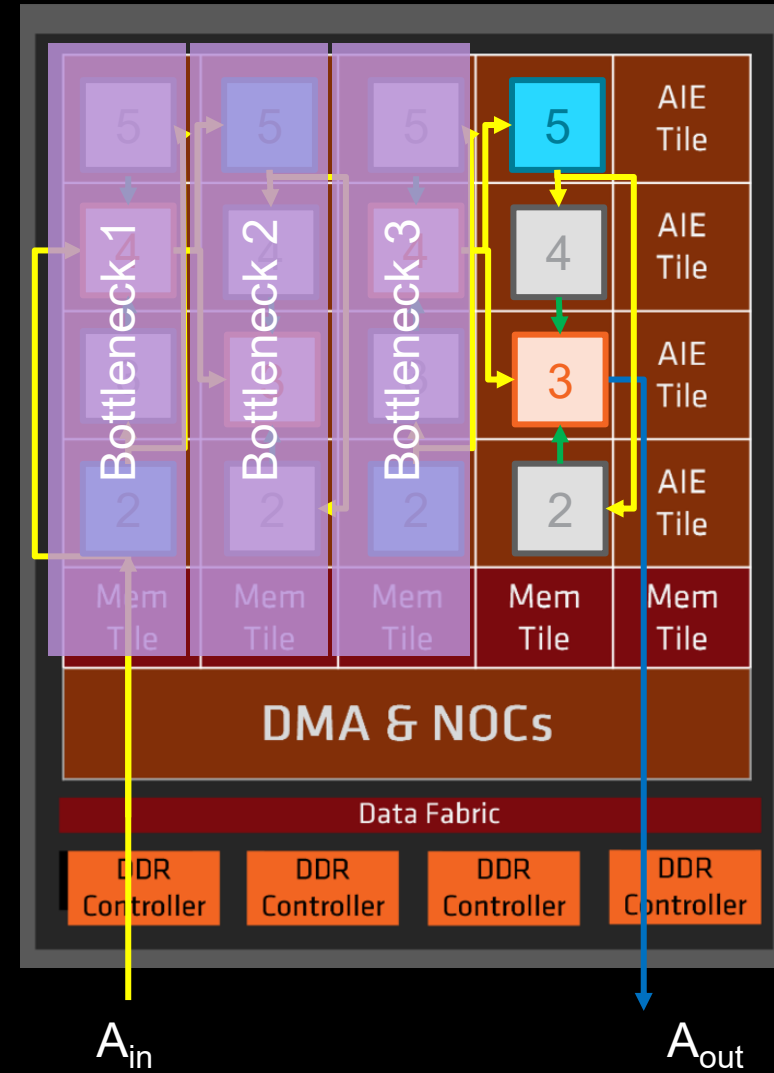 5
5
5
5
AIE
Tile
4
4
4
4
AIE
Tile
3
3
AIE
Tile
2
2
2
2
AIE
Tile
Bottleneck 1
Bottleneck 2
Bottleneck 3
Mem
Tile
Mem
Tile
Mem
Tile
Mem
Tile
Mem
Tile
DMA & NOCs
Data Fabric
DDR
Controller
DDR
Controller
DDR
Controller
DDR
Controller
Ain
Aout